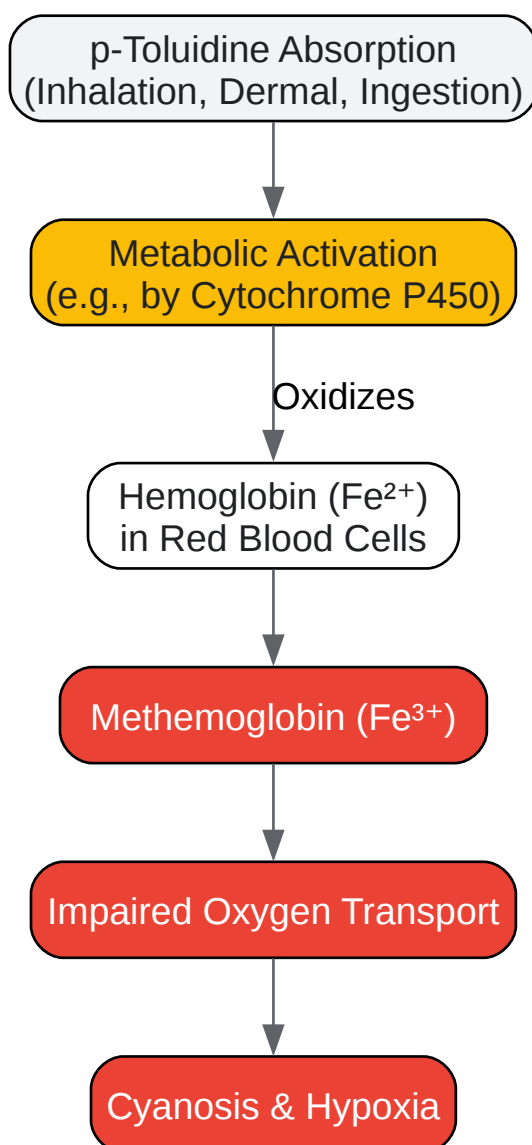 p-Toluidine Absorption
(Inhalation, Dermal, Ingestion)
Metabolic Activation
(e.g., by Cytochrome P450)
Oxidizes
Hemoglobin (Fe²⁺)
in Red Blood Cells
Methemoglobin (Fe³⁺)
Impaired Oxygen Transport
Cyanosis & Hypoxia